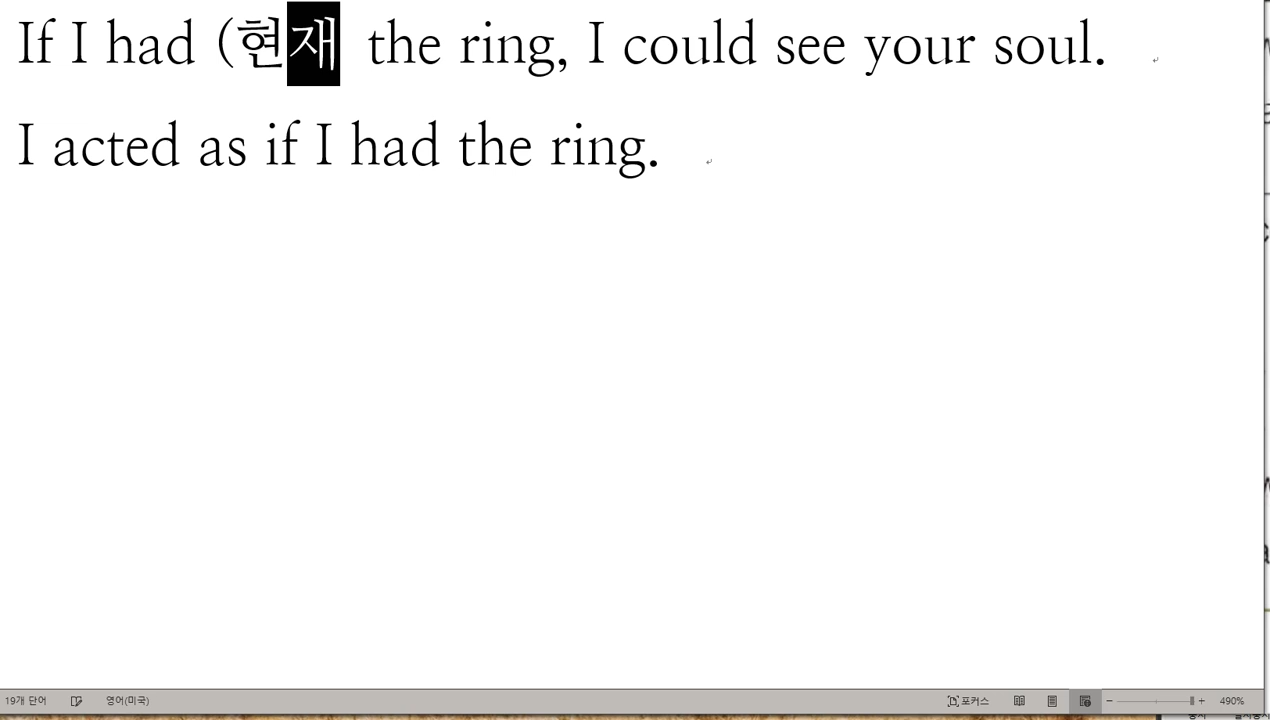 If I had (현재 the ring, I could see your soul.
I acted as if I had the ring.
19개 단어 영어(미국) 포커스 490%